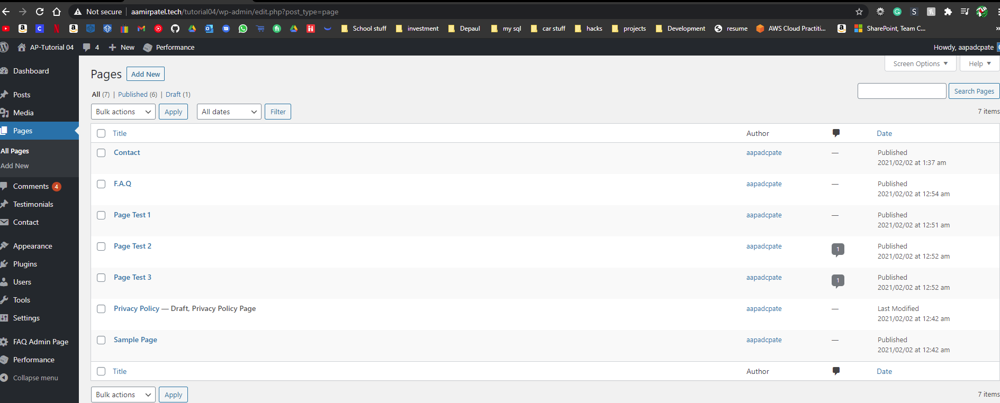 Not secure | aamirpatel.tech/tutorial04/wp-admin/edit.php?post_type=page
School stuff investment Depaul my sql car stuff hacks projects Development resume AWS Cloud Practiti... SharePoint, Team C... »
AP-Tutorial 04 4 + New Performance Howdy, aapadcpate
Dashboard
Posts
Media
Pages
All Pages
Add New
Comments 4
Testimonials
Contact
Appearance
Plugins
Users
Tools
Settings
FAQ Admin Page
Performance
Collapse menu
Screen Options Help
Pages Add New
All (7) | Published (6) | Draft (1)
Search Pages
Bulk actions Apply All dates Filter
7 items
Title Author Date
Contact aapadcpate — Published
2021/02/02 at 1:37 am
F.A.Q aapadcpate — Published
2021/02/02 at 12:54 am
Page Test 1 aapadcpate — Published
2021/02/02 at 12:51 am
Page Test 2 aapadcpate 1 Published
2021/02/02 at 12:52 am
Page Test 3 aapadcpate 1 Published
2021/02/02 at 12:52 am
Privacy Policy — Draft, Privacy Policy Page aapadcpate — Last Modified
2021/02/02 at 12:42 am
Sample Page aapadcpate — Published
2021/02/02 at 12:42 am
Title Author Date
Bulk actions Apply
7 items